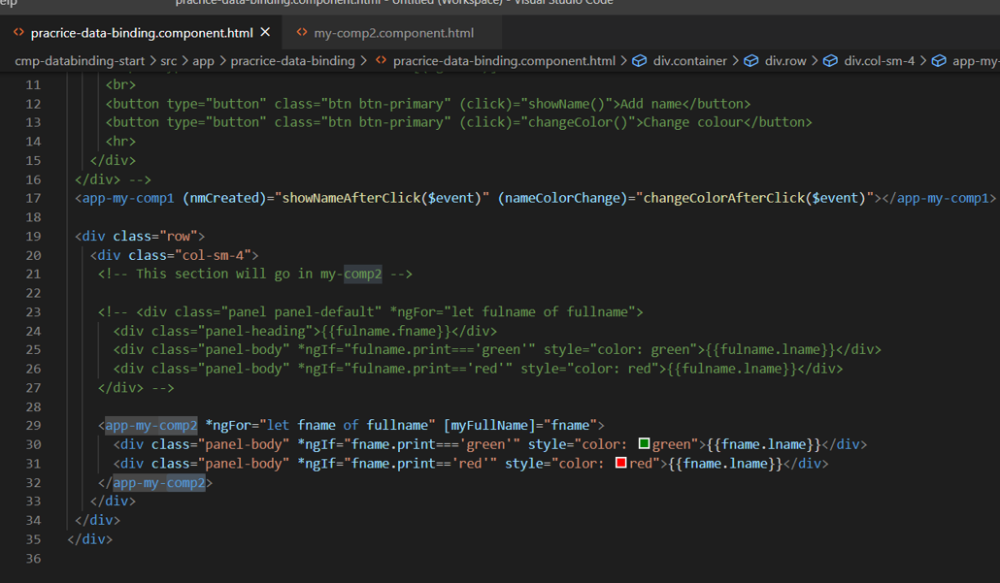 elp
pracrice-data-binding.component.html - Untitled (Workspace) - Visual Studio Code
<> pracrice-data-binding.component.html ✕ <> my-comp2.component.html
cmp-databinding-start > src > app > pracrice-data-binding > <> pracrice-data-binding.component.html > div.container > div.row > div.col-sm-4 > app-my-
11 <br>
12 <button type="button" class="btn btn-primary" (click)="showName()">Add name</button>
13 <button type="button" class="btn btn-primary" (click)="changeColor()">Change colour</button>
14 <hr>
15 </div>
16 </div> -->
17 <app-my-comp1 (nmCreated)="showNameAfterClick($event)" (nameColorChange)="changeColorAfterClick($event)"></app-my-comp1>
18
19 <div class="row">
20 <div class="col-sm-4">
21 <!-- This section will go in my-comp2 -->
22
23 <!-- <div class="panel panel-default" *ngFor="let fulname of fullname">
24 <div class="panel-heading">{{fulname.fname}}</div>
25 <div class="panel-body" *ngIf="fulname.print==='green'" style="color: green">{{fulname.lname}}</div>
26 <div class="panel-body" *ngIf="fulname.print=='red'" style="color: red">{{fulname.lname}}</div>
27 </div> -->
28
29 <app-my-comp2 *ngFor="let fname of fullname" [myFullName]="fname">
30 <div class="panel-body" *ngIf="fname.print==='green'" style="color: green">{{fname.lname}}</div>
31 <div class="panel-body" *ngIf="fname.print=='red'" style="color: red">{{fname.lname}}</div>
32 </app-my-comp2>
33 </div>
34 </div>
35 </div>
36